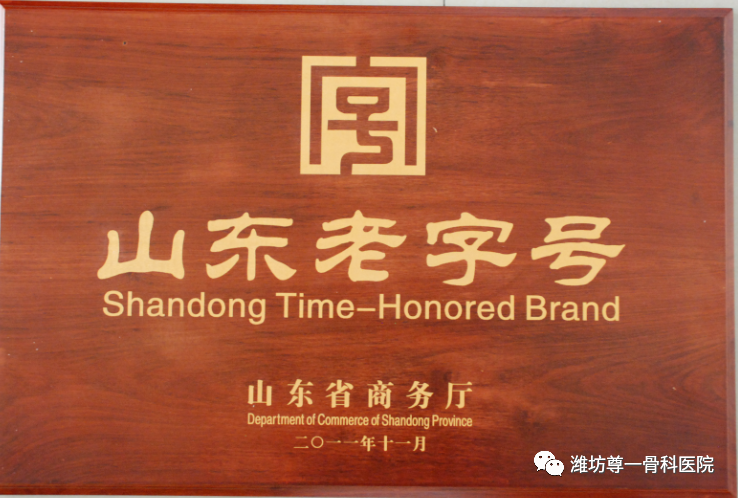 山东老字号
Shandong Time-Honored Brand
山东省商务厅
Department of Commerce of Shandong Province
二〇一一年十一月
潍坊尊一骨科医院